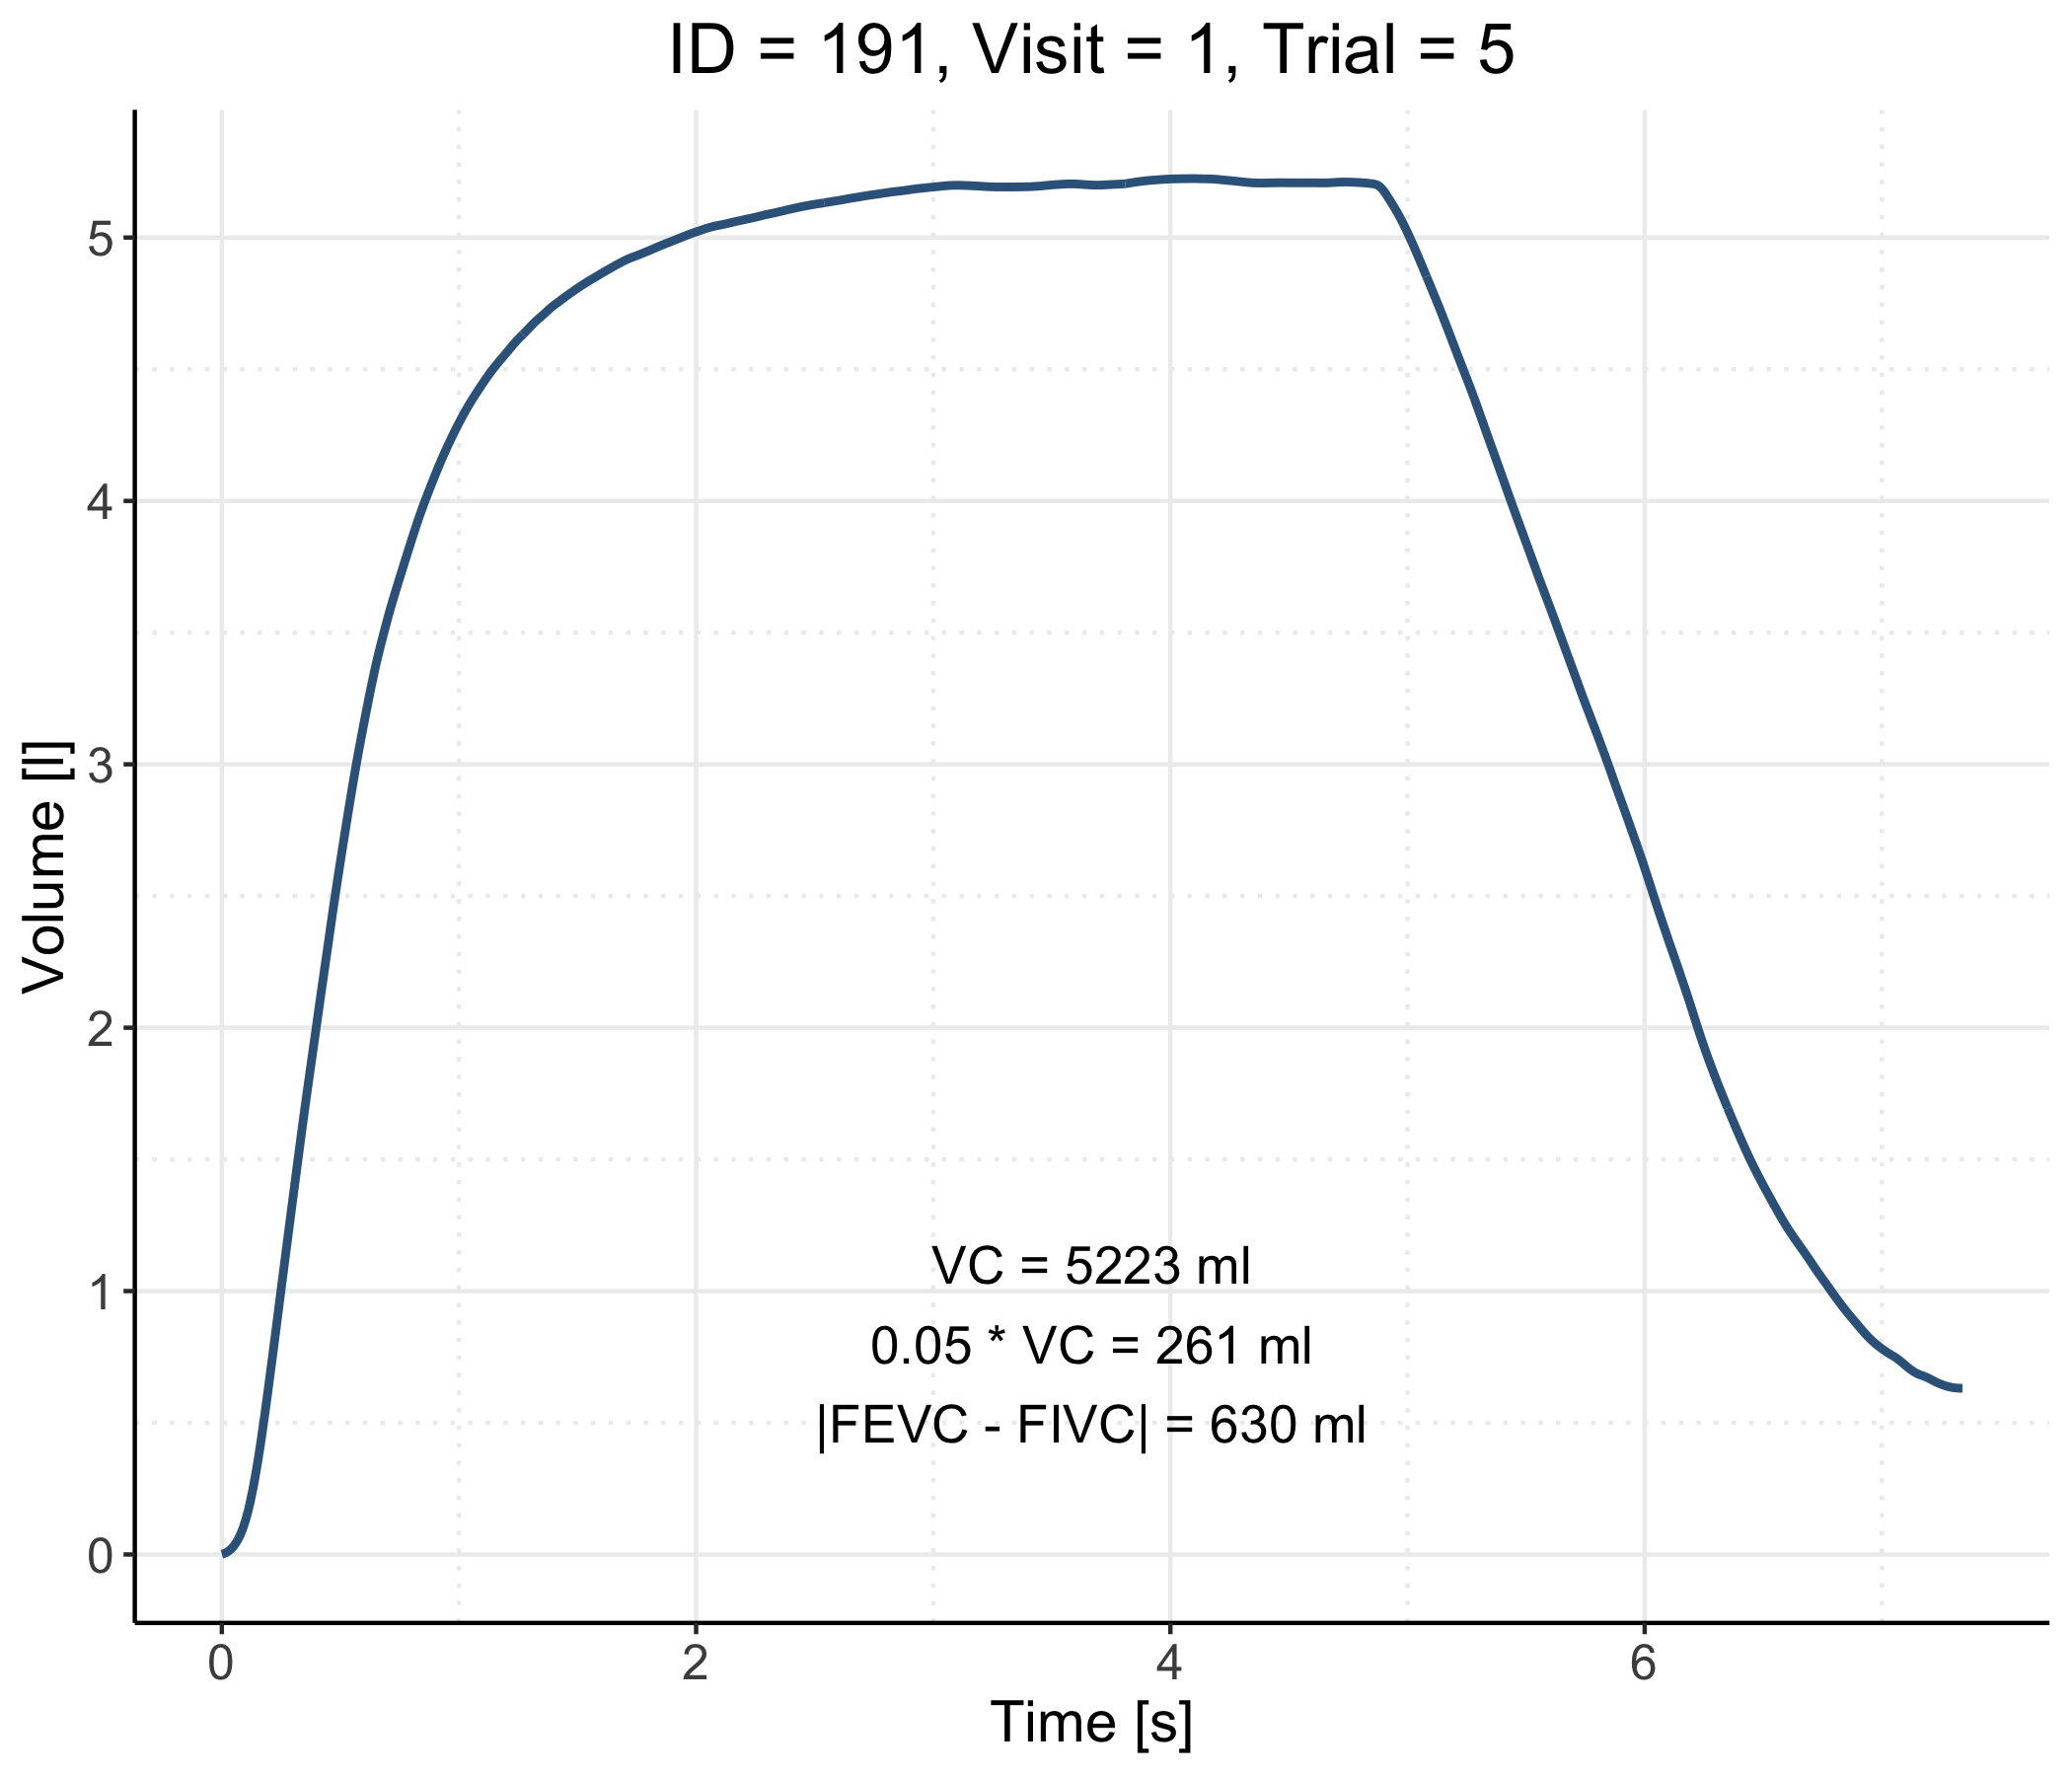 ID = 191, Visit = 1, Trial = 5
Volume [l]
5
4
3
2
1
0
VC = 5223 ml
0.05 * VC = 261 ml
|FEVC - FIVC| = 630 ml
0 2 4 6
Time [s]